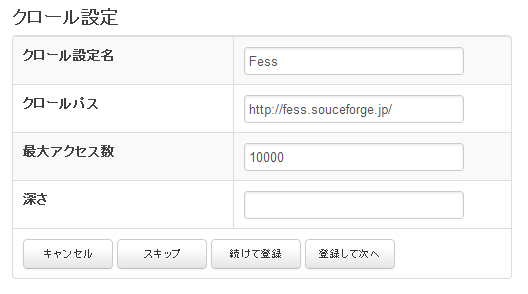 クロール設定
クロール設定名 Fess
クロールパス http://fess.souceforge.jp/
最大アクセス数 10000
深さ
キャンセル スキップ 続けて登録 登録して次へ